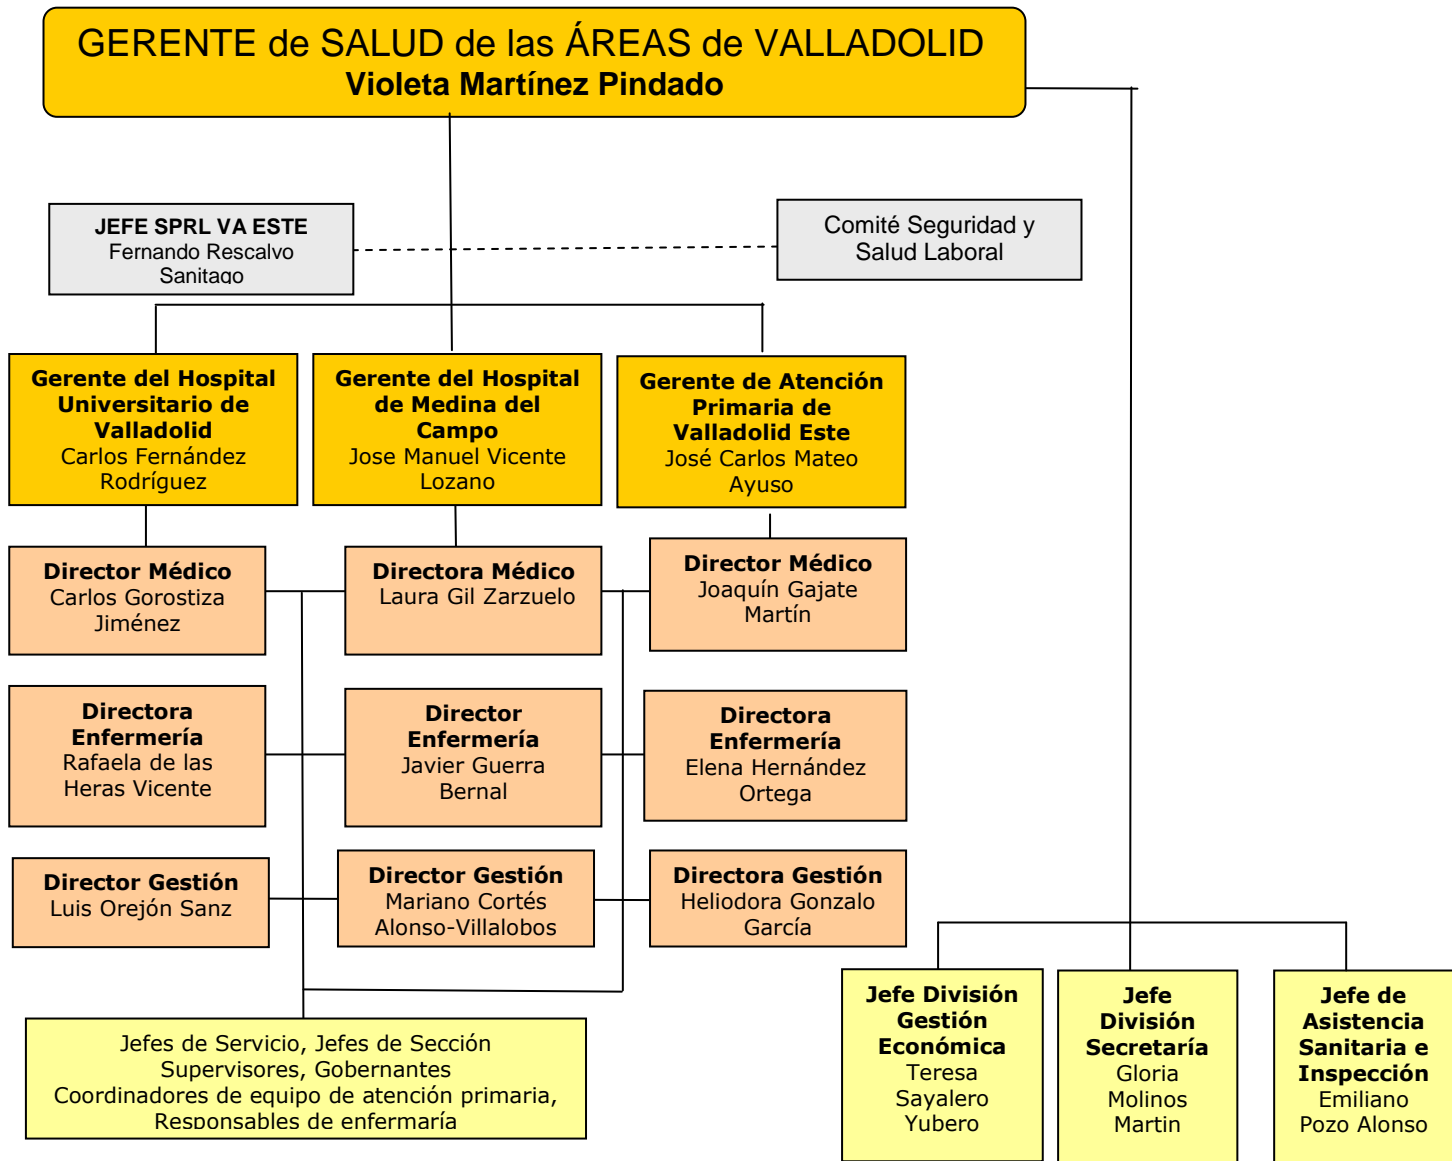 GERENTE de SALUD de las ÁREAS de VALLADOLID
Violeta Martínez Pindado
JEFE SPRL VA ESTE
Fernando Rescalvo
Sanitago
Comité Seguridad y
Salud Laboral
Gerente del Hospital
Universitario de
Valladolid
Carlos Fernández
Rodríguez
Gerente del Hospital
de Medina del
Campo
Jose Manuel Vicente
Lozano
Gerente de Atención
Primaria de
Valladolid Este
José Carlos Mateo
Ayuso
Director Médico
Carlos Gorostiza
Jiménez
Directora Médico
Laura Gil Zarzuelo
Director Médico
Joaquín Gajate
Martín
Directora
Enfermería
Rafaela de las
Heras Vicente
Director
Enfermería
Javier Guerra
Bernal
Directora
Enfermería
Elena Hernández
Ortega
Director Gestión
Luis Orejón Sanz
Director Gestión
Mariano Cortés
Alonso-Villalobos
Directora Gestión
Heliodora Gonzalo
García
Jefes de Servicio, Jefes de Sección
Supervisores, Gobernantes
Coordinadores de equipo de atención primaria,
Responsables de enfermaría
Jefe División
Gestión
Económica
Teresa
Sayalero
Yubero
Jefe
División
Secretaría
Gloria
Molinos
Martin
Jefe de
Asistencia
Sanitaria e
Inspección
Emiliano
Pozo Alonso